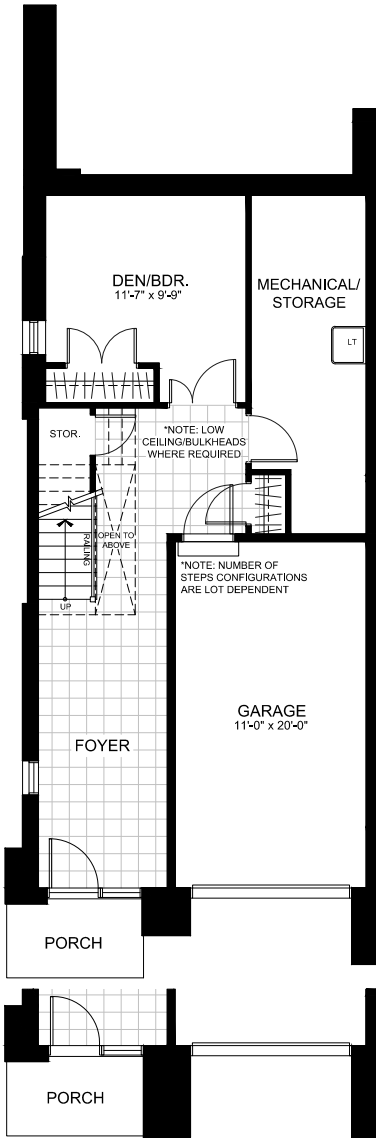 DEN/BDR.
11'-7" x 9'-9"
MECHANICAL/
STORAGE
LT
STOR.
*NOTE: LOW
CEILING/BULKHEADS
WHERE REQUIRED
RAILING
OPEN TO
ABOVE
UP
*NOTE: NUMBER OF
STEPS CONFIGURATIONS
ARE LOT DEPENDENT
GARAGE
11'-0" x 20'-0"
FOYER
PORCH
PORCH